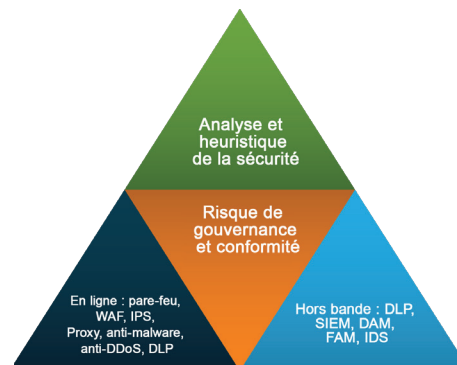 Analyse et
heuristique
de la sécurité
Risque de
gouvernance
et conformité
En ligne : pare-feu,
WAF, IPS,
Proxy, anti-malware,
anti-DDoS, DLP
Hors bande : DLP,
SIEM, DAM,
FAM, IDS